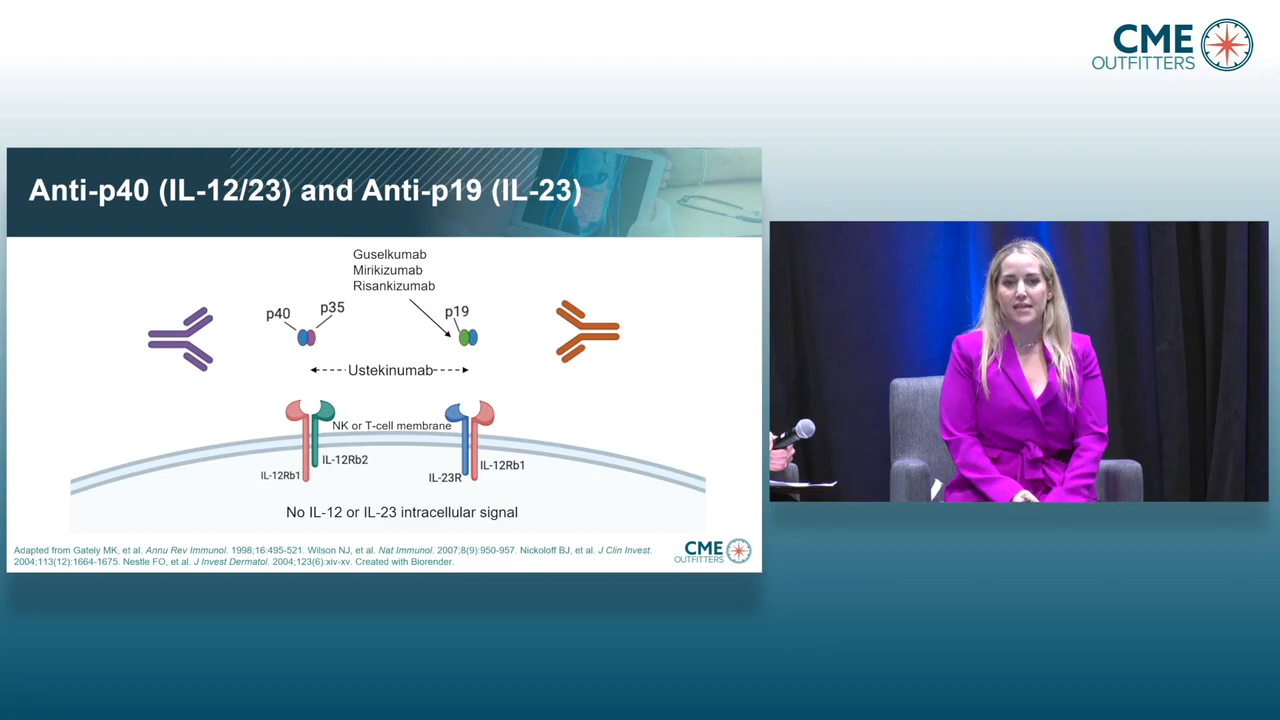 CME
OUTFITTERS
Anti-p40 (IL-12/23) and Anti-p19 (IL-23)
Guselkumab
Mirikizumab
Risankizumab
p40
p35
p19
Ustekinumab
NK or T-cell membrane
IL-12Rb2
IL-12Rb1
IL-12Rb1
IL-23R
No IL-12 or IL-23 intracellular signal
Adapted from Gately MK, et al. Annu Rev Immunol. 1998;16:495-521. Wilson NJ, et al. Nat Immunol. 2007;8(9):950-957. Nickoloff BJ, et al. J Clin Invest.
2004;113(12):1664-1675. Nestle FO, et al. J Invest Dermatol. 2004;123(6):xiv-xv. Created with Biorender.
CME
OUTFITTERS